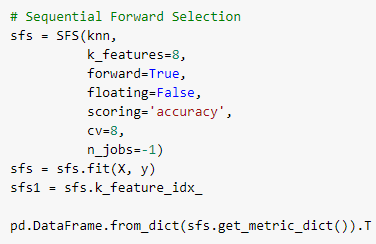 # Sequential Forward Selection
sfs = SFS(knn,
          k_features=8,
          forward=True,
          floating=False,
          scoring='accuracy',
          cv=8,
          n_jobs=-1)
sfs = sfs.fit(X, y)
sfs1 = sfs.k_feature_idx_

pd.DataFrame.from_dict(sfs.get_metric_dict()).T